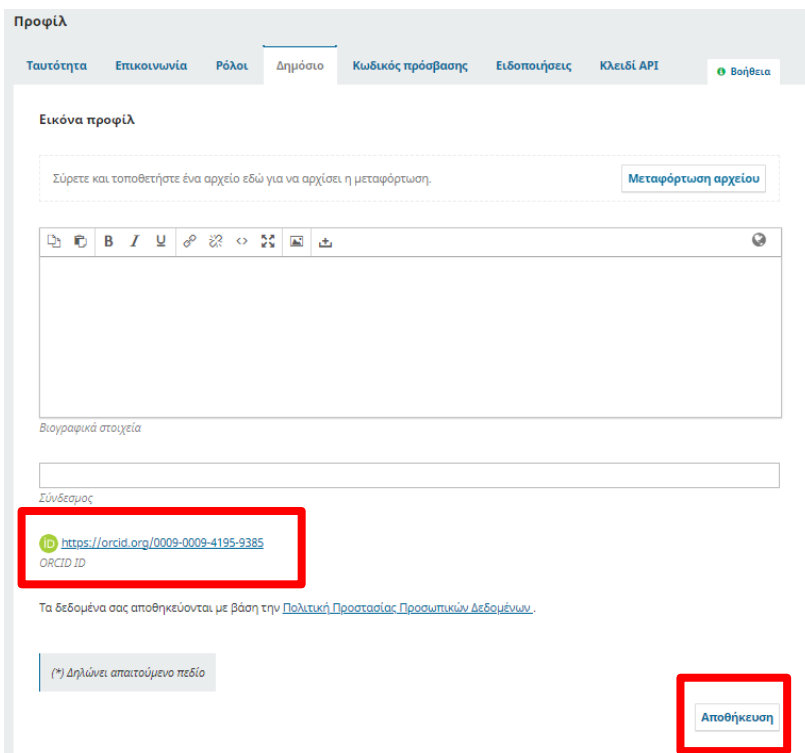 Προφίλ
Ταυτότητα Επικοινωνία Ρόλοι Δημόσιο Κωδικός πρόσβασης Ειδοποιήσεις Κλειδί API Βοήθεια
Εικόνα προφίλ
Σύρετε και τοποθετήστε ένα αρχείο εδώ για να αρχίσει η μεταφόρτωση. Μεταφόρτωση αρχείου
B I U
Βιογραφικά στοιχεία
Σύνδεσμος
iD https://orcid.org/0009-0009-4195-9385
ORCID ID
Τα δεδομένα σας αποθηκεύονται με βάση την Πολιτική Προστασίας Προσωπικών Δεδομένων .
(*) Δηλώνει απαιτούμενο πεδίο
Αποθήκευση